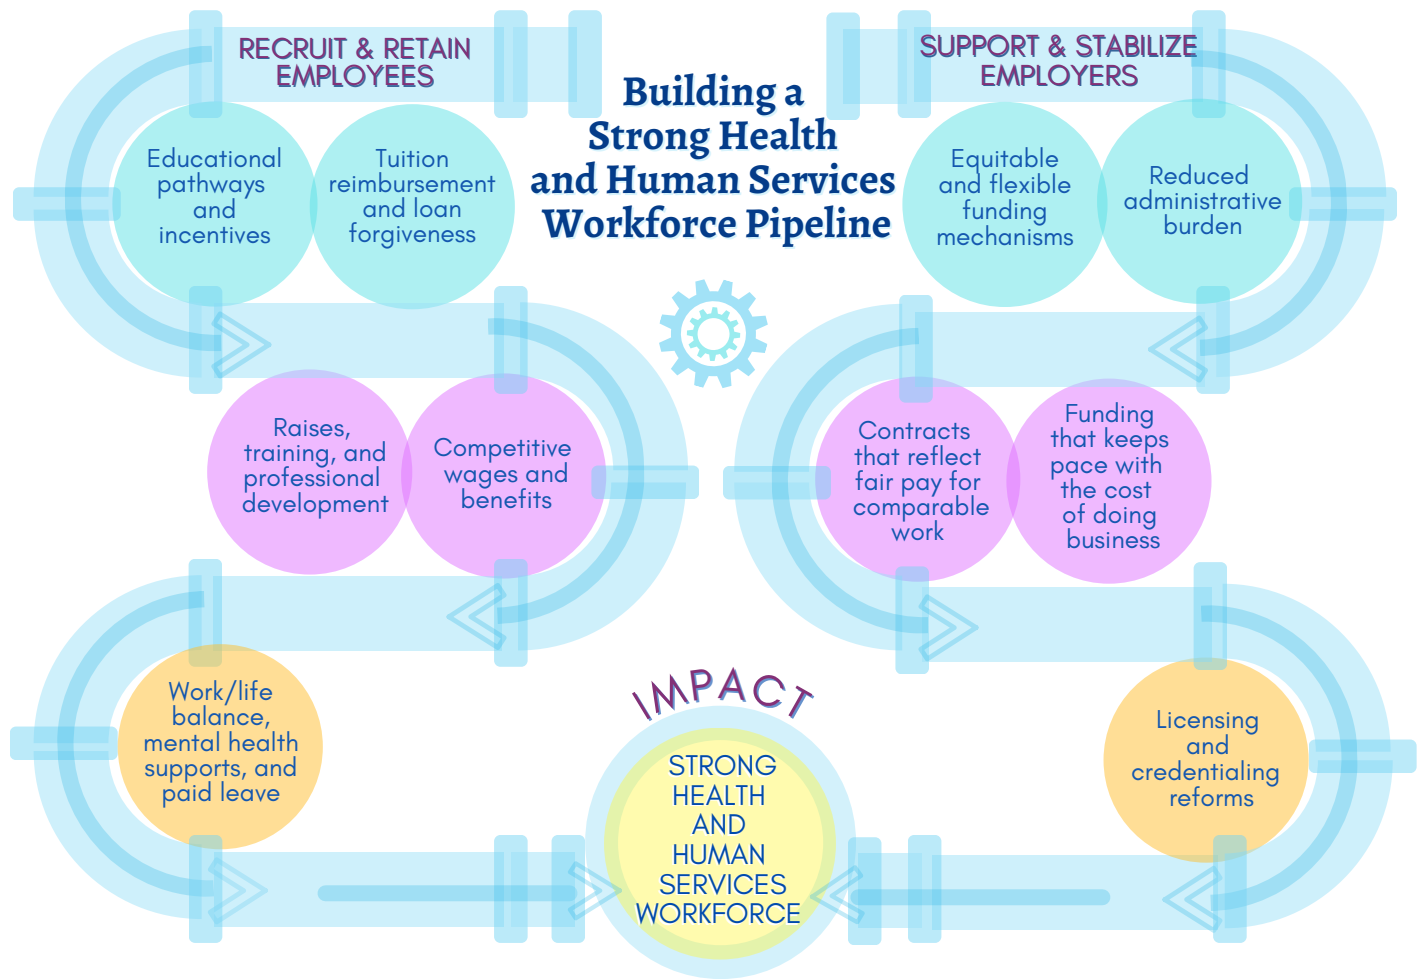 RECRUIT & RETAIN
EMPLOYEES
Building a
Strong Health
and Human Services
Workforce Pipeline
SUPPORT & STABILIZE
EMPLOYERS
Educational
pathways
and
incentives
Tuition
reimbursement
and loan
forgiveness
Equitable
and flexible
funding
mechanisms
Reduced
administrative
burden
Raises,
training, and
professional
development
Competitive
wages and
benefits
Contracts
that reflect
fair pay for
comparable
work
Funding
that keeps
pace with
the cost
of doing
business
Work/life
balance,
mental health
supports, and
paid leave
IMPACT
STRONG
HEALTH
AND
HUMAN
SERVICES
WORKFORCE
Licensing
and
credentialing
reforms